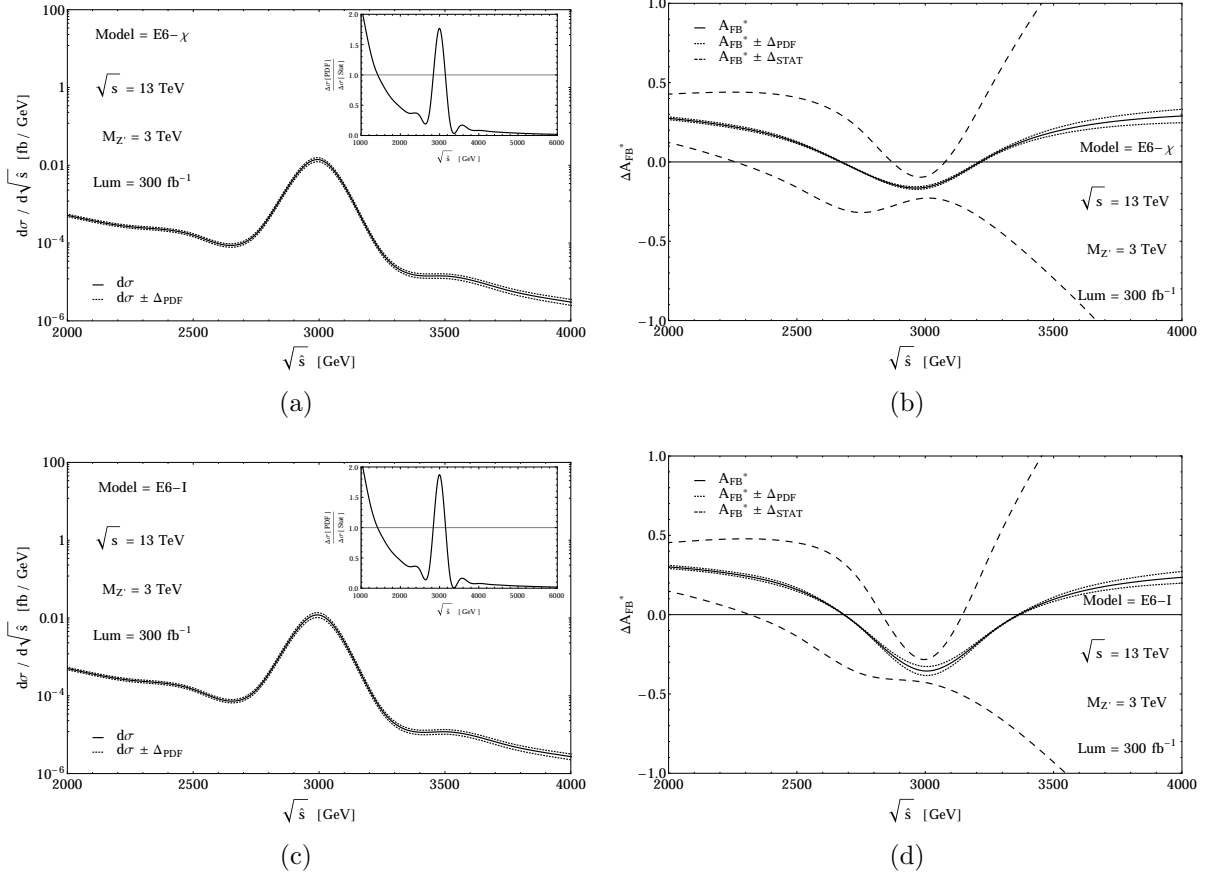 Model = E6−χ
√s = 13 TeV
M_Z' = 3 TeV
Lum = 300 fb⁻¹
dσ
dσ ± Δ_PDF
dσ / d√ŝ [fb / GeV]
100
1
0.01
10⁻⁴
10⁻⁶
2000 2500 3000 3500 4000
√ŝ [GeV]
Δσ [PDF]
Δσ [Stat]
2.0
1.5
1.0
0.5
0.0
1000 2000 3000 4000 5000 6000
√ŝ [GeV]
(a)
A_FB*
A_FB* ± Δ_PDF
A_FB* ± Δ_STAT
Model = E6−χ
√s = 13 TeV
M_Z' = 3 TeV
Lum = 300 fb⁻¹
ΔA_FB*
1.0
0.5
0.0
−0.5
−1.0
2000 2500 3000 3500 4000
√ŝ [GeV]
(b)
Model = E6−I
√s = 13 TeV
M_Z' = 3 TeV
Lum = 300 fb⁻¹
dσ
dσ ± Δ_PDF
dσ / d√ŝ [fb / GeV]
100
1
0.01
10⁻⁴
10⁻⁶
2000 2500 3000 3500 4000
√ŝ [GeV]
Δσ [PDF]
Δσ [Stat]
2.0
1.5
1.0
0.5
0.0
1000 2000 3000 4000 5000 6000
√ŝ [GeV]
(c)
A_FB*
A_FB* ± Δ_PDF
A_FB* ± Δ_STAT
Model = E6−I
√s = 13 TeV
M_Z' = 3 TeV
Lum = 300 fb⁻¹
ΔA_FB*
1.0
0.5
0.0
−0.5
−1.0
2000 2500 3000 3500 4000
√ŝ [GeV]
(d)